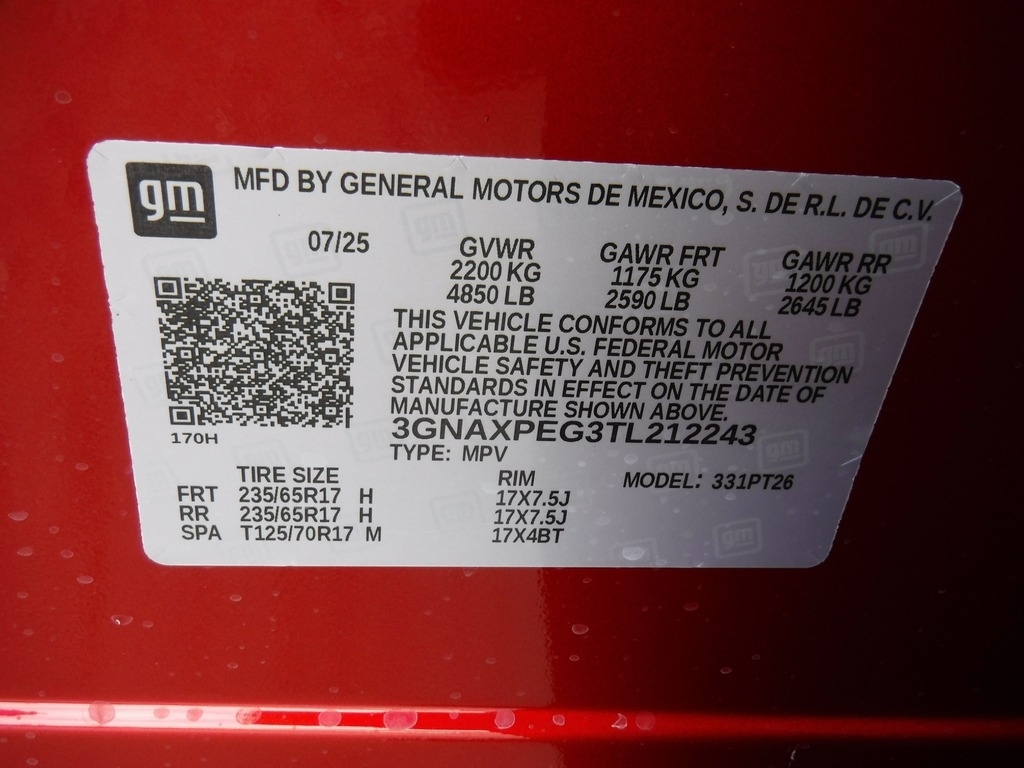 gm MFD BY GENERAL MOTORS DE MEXICO, S. DE R.L. DE C.V.
07/25 GVWR GAWR FRT GAWR RR
2200 KG 1175 KG 1200 KG
4850 LB 2590 LB 2645 LB
THIS VEHICLE CONFORMS TO ALL
APPLICABLE U.S. FEDERAL MOTOR
VEHICLE SAFETY AND THEFT PREVENTION
STANDARDS IN EFFECT ON THE DATE OF
MANUFACTURE SHOWN ABOVE.
170H 3GNAXPEG3TL212243
TYPE: MPV
TIRE SIZE RIM MODEL: 331PT26
FRT 235/65R17 H 17X7.5J
RR 235/65R17 H 17X7.5J
SPA T125/70R17 M 17X4BT